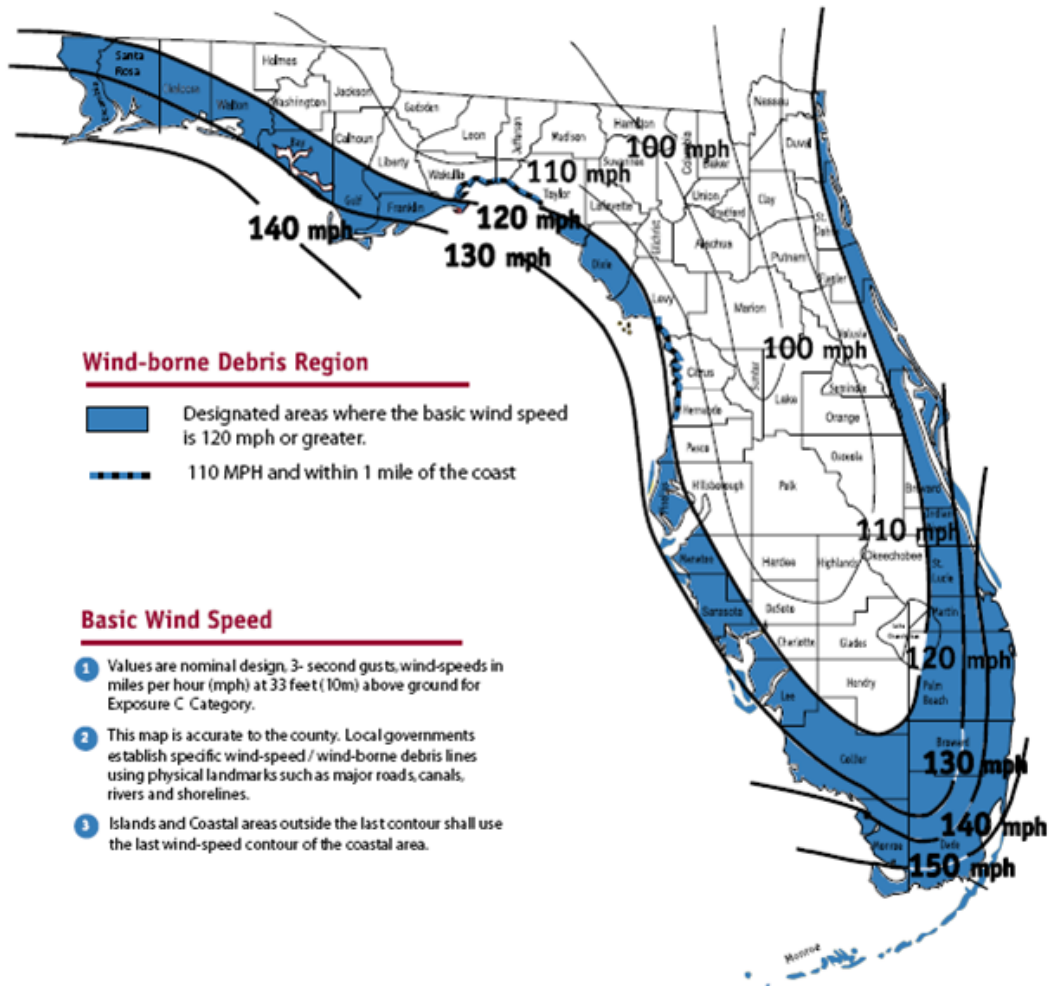 Santa
Rosa
Holmes
Walton
Washington
Jackson
Bay
Calhoun
Gulf
Liberty
Franklin
Gadsden
Leon
Wakulla
Jefferson
Madison
Taylor
Hamilton
Suwannee
Lafayette
Dixie
Columbia
Baker
Nassau
Duval
Union
Bradford
Clay
Gilchrist
Alachua
Putnam
Levy
Marion
100 mph
110 mph
120 mph
130 mph
140 mph
Wind-borne Debris Region
Designated areas where the basic wind speed
is 120 mph or greater.
110 MPH and within 1 mile of the coast
100 mph
Citrus
Hernando
Sumter
Lake
Seminole
Orange
Pasco
Osceola
Hillsborough
Polk
110 mph
Manatee
Hardee
Highlands
Okeechobee
St.
Lucie
Sarasota
DeSoto
Martin
Charlotte
Glades
120 mph
Lee
Hendry
Palm
Beach
Collier
Broward
130 mph
140 mph
Monroe
Dade
150 mph
Monroe
Basic Wind Speed
1 Values are nominal design, 3- second gusts, wind-speeds in
miles per hour (mph) at 33 feet (10m) above ground for
Exposure C Category.
2 This map is accurate to the county. Local governments
establish specific wind-speed / wind-borne debris lines
using physical landmarks such as major roads, canals,
rivers and shorelines.
3 Islands and Coastal areas outside the last contour shall use
the last wind-speed contour of the coastal area.